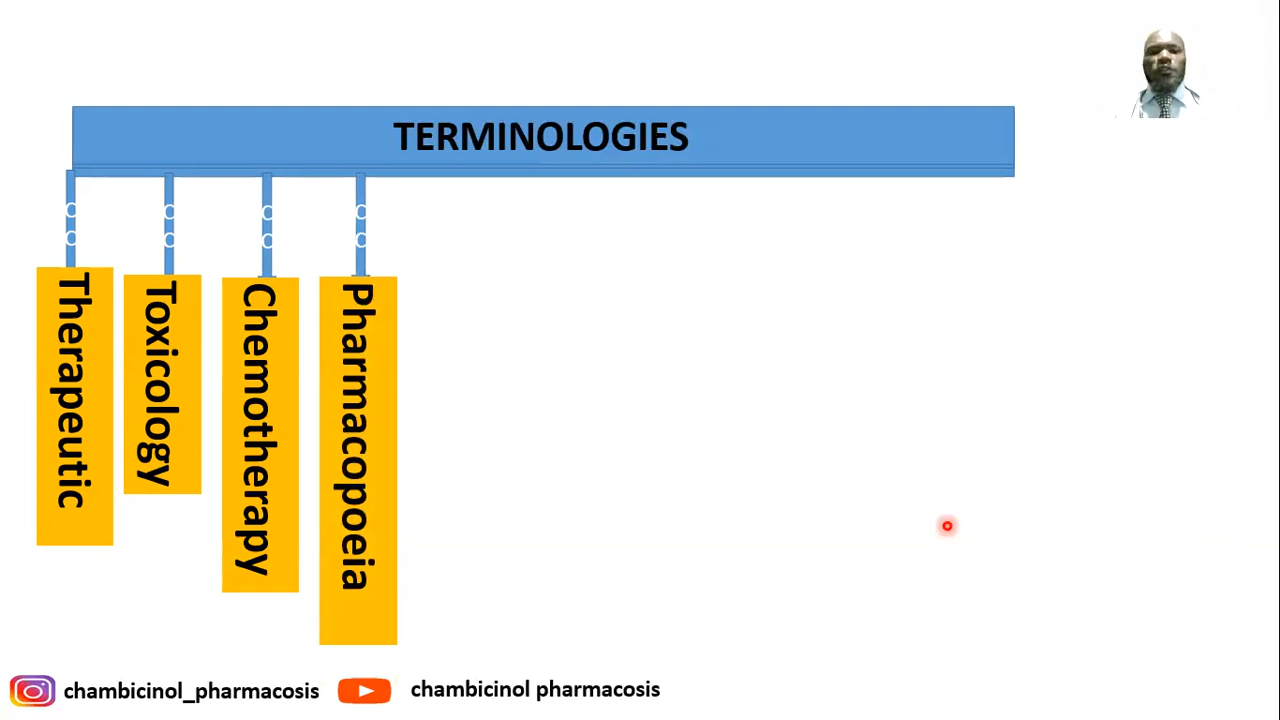 TERMINOLOGIES
Therapeutic
Toxicology
Chemotherapy
Pharmacopoeia
chambicinol_pharmacosis
chambicinol pharmacosis